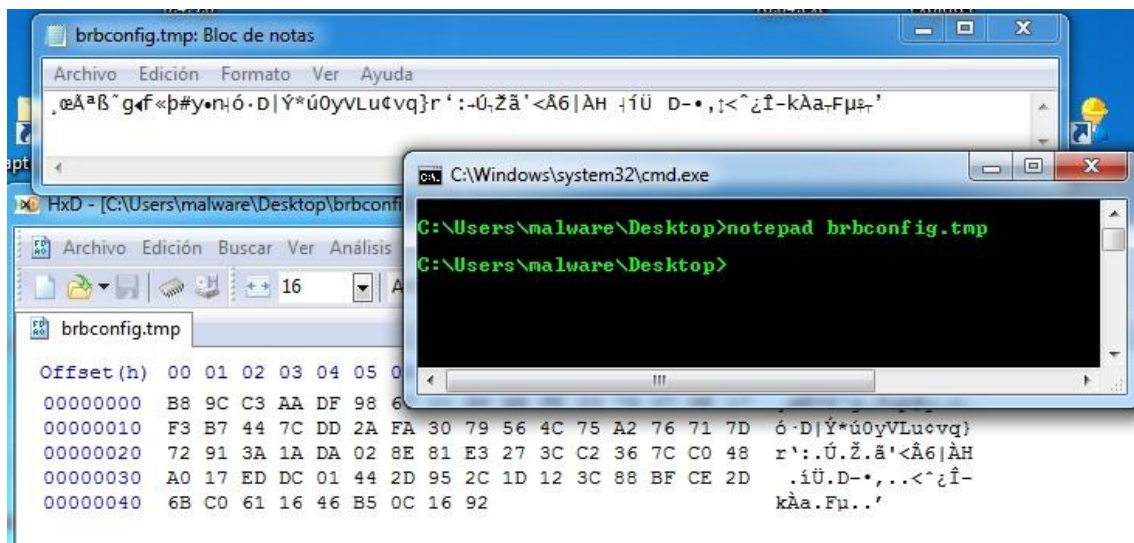 brbconfig.tmp: Bloc de notas
Archivo Edición Formato Ver Ayuda
C:\Windows\system32\cmd.exe
C:\Users\malware\Desktop>notepad brbconfig.tmp
C:\Users\malware\Desktop>
HxD - [C:\Users\malware\Desktop\brbconfi
Archivo Edición Buscar Ver Análisis
16
brbconfig.tmp
Offset(h) 00 01 02 03 04 05
00000000 B8 9C C3 AA DF 98
00000010 F3 B7 44 7C DD 2A FA 30 79 56 4C 75 A2 76 71 7D ó·D|Ý*ú0yVLu¢vq}
00000020 72 91 3A 1A DA 02 8E 81 E3 27 3C C2 36 7C C0 48 r‘:.Ú.Ž.ã'<Â6|ÀH
00000030 A0 17 ED DC 01 44 2D 95 2C 1D 12 3C 88 BF CE 2D .íÜ.D-•,..<ˆ¿Î-
00000040 6B C0 61 16 46 B5 0C 16 92 kÀa.Fµ..’